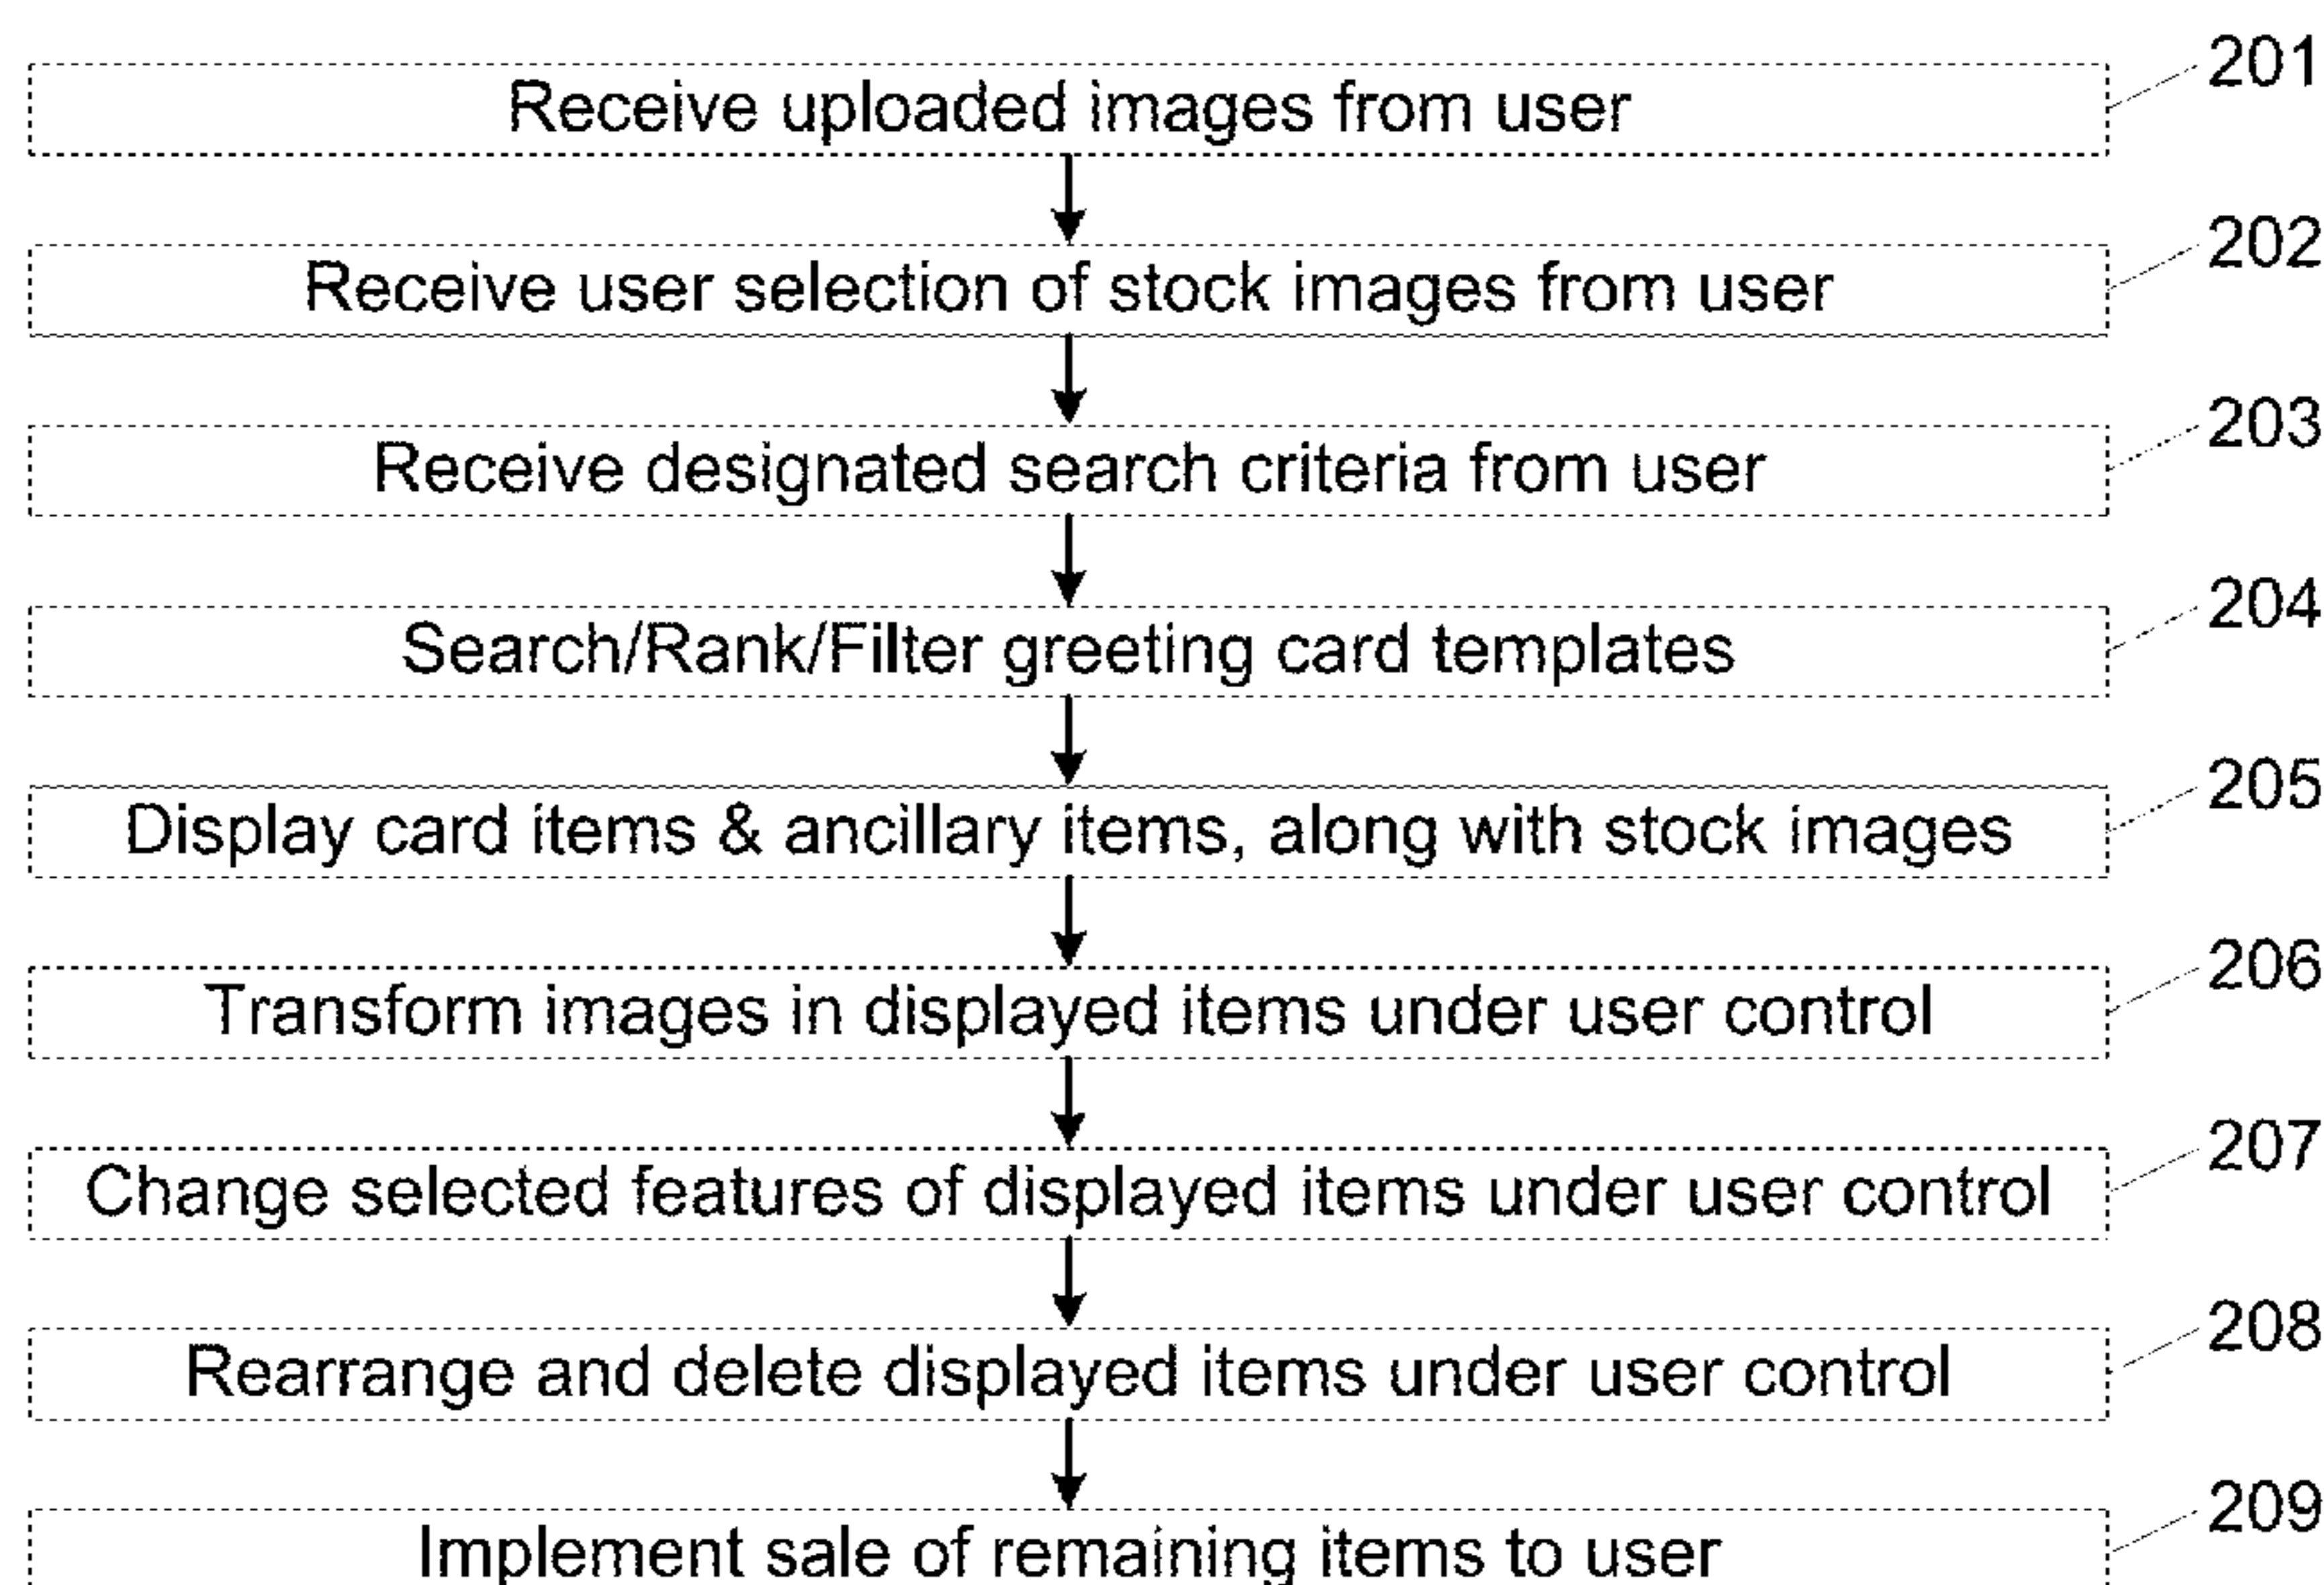 201
Receive uploaded images from user
202
Receive user selection of stock images from user
203
Receive designated search criteria from user
204
Search/Rank/Filter greeting card templates
205
Display card items & ancillary items, along with stock images
206
Transform images in displayed items under user control
207
Change selected features of displayed items under user control
208
Rearrange and delete displayed items under user control
209
Implement sale of remaining items to user